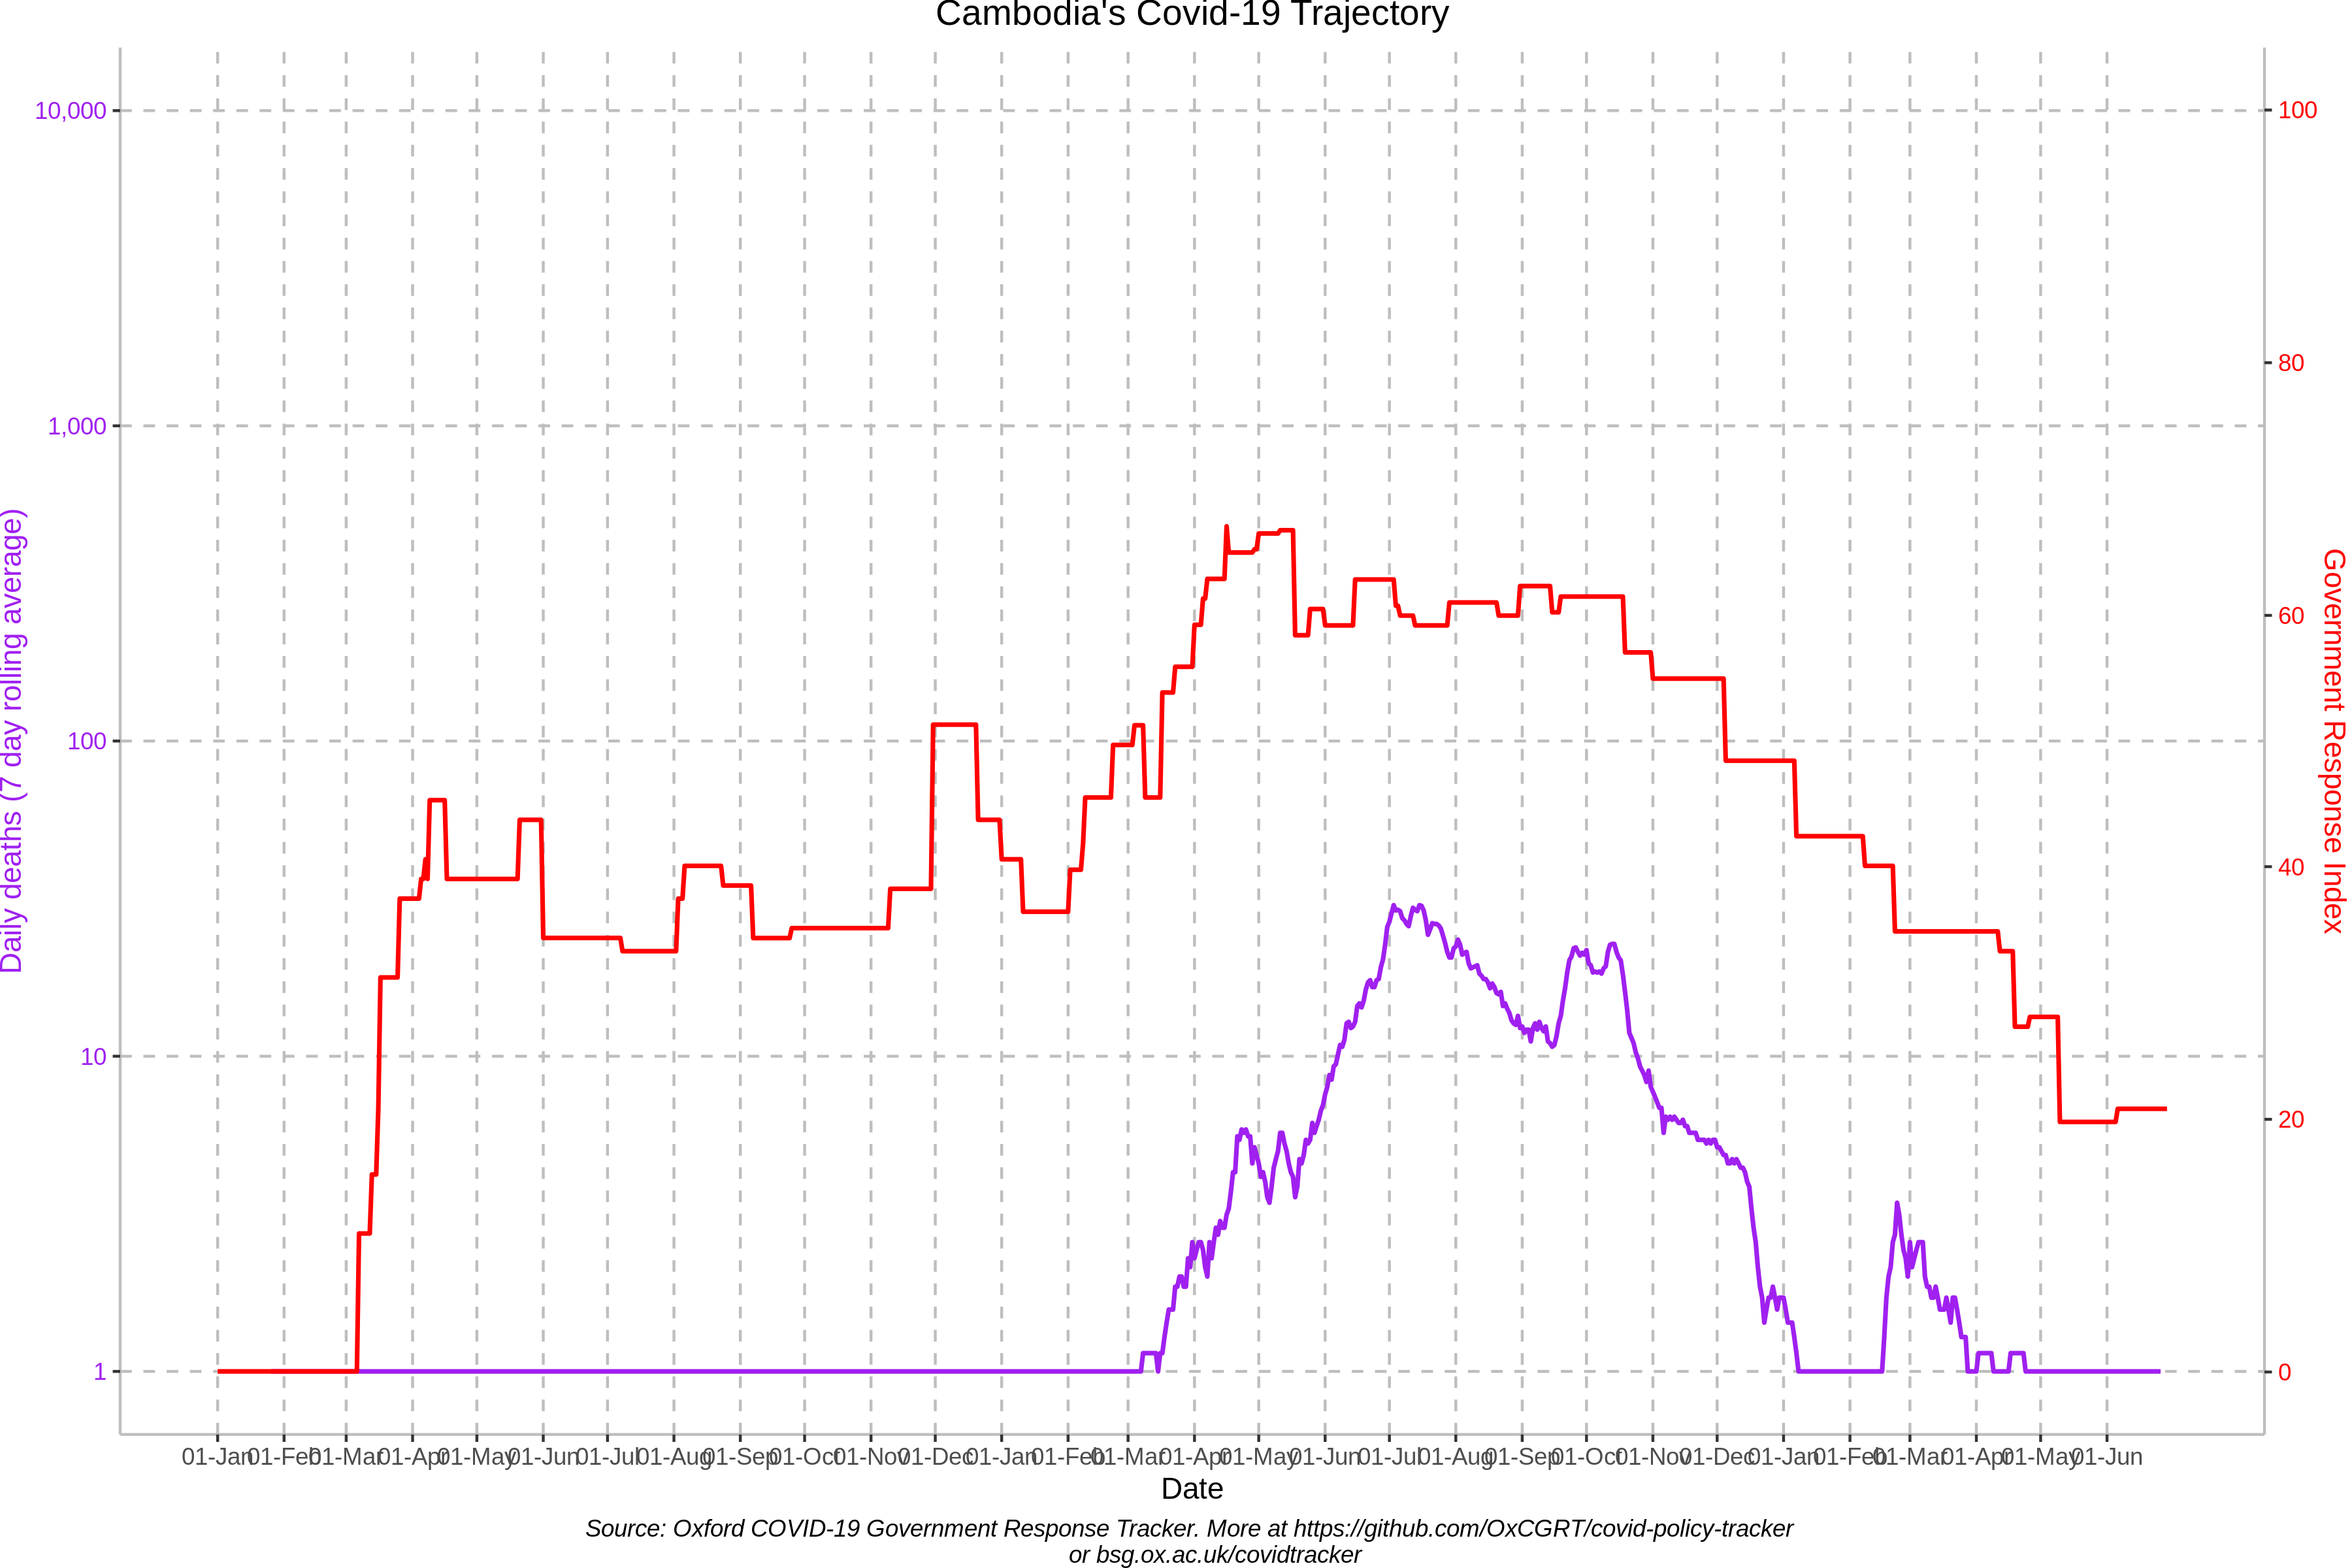 Cambodia's Covid-19 Trajectory
10,000
1,000
100
10
1
Daily deaths (7 day rolling average)
100
80
60
40
20
0
Government Response Index
01-Jan 01-Feb 01-Mar 01-Apr 01-May 01-Jun 01-Jul 01-Aug 01-Sep 01-Oct 01-Nov 01-Dec 01-Jan 01-Feb 01-Mar 01-Apr 01-May 01-Jun 01-Jul 01-Aug 01-Sep 01-Oct 01-Nov 01-Dec 01-Jan 01-Feb 01-Mar 01-Apr 01-May 01-Jun
Date
Source: Oxford COVID-19 Government Response Tracker. More at https://github.com/OxCGRT/covid-policy-tracker
or bsg.ox.ac.uk/covidtracker